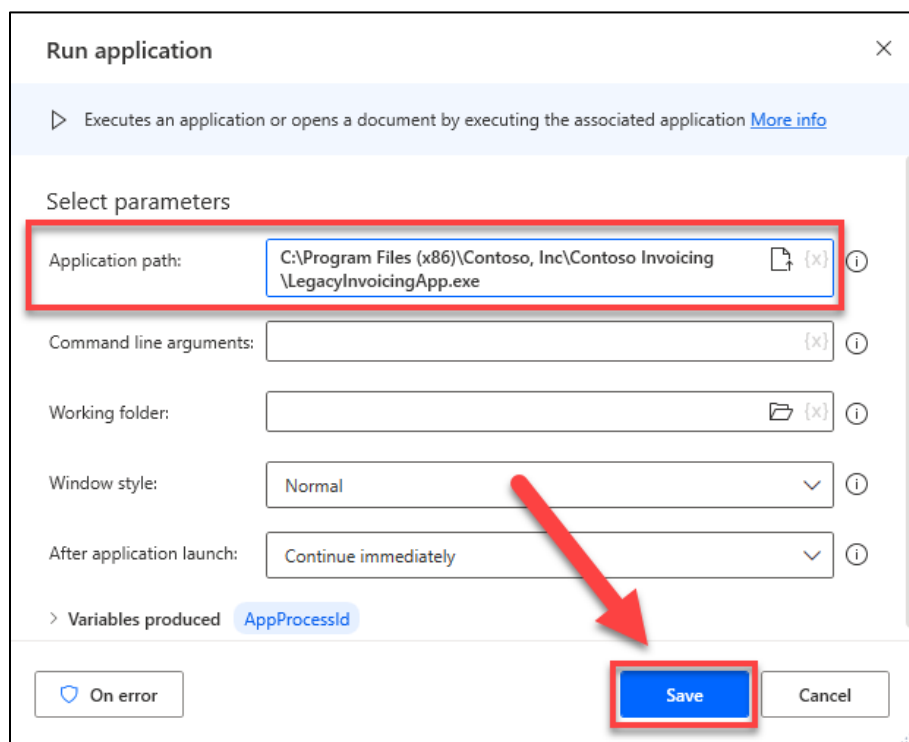 Run application
Executes an application or opens a document by executing the associated application More info
Select parameters
Application path:
C:\Program Files (x86)\Contoso, Inc\Contoso Invoicing
\LegacyInvoicingApp.exe
{x}
Command line arguments:
{x}
Working folder:
{x}
Window style:
Normal
After application launch:
Continue immediately
Variables produced AppProcessId
On error
Save
Cancel